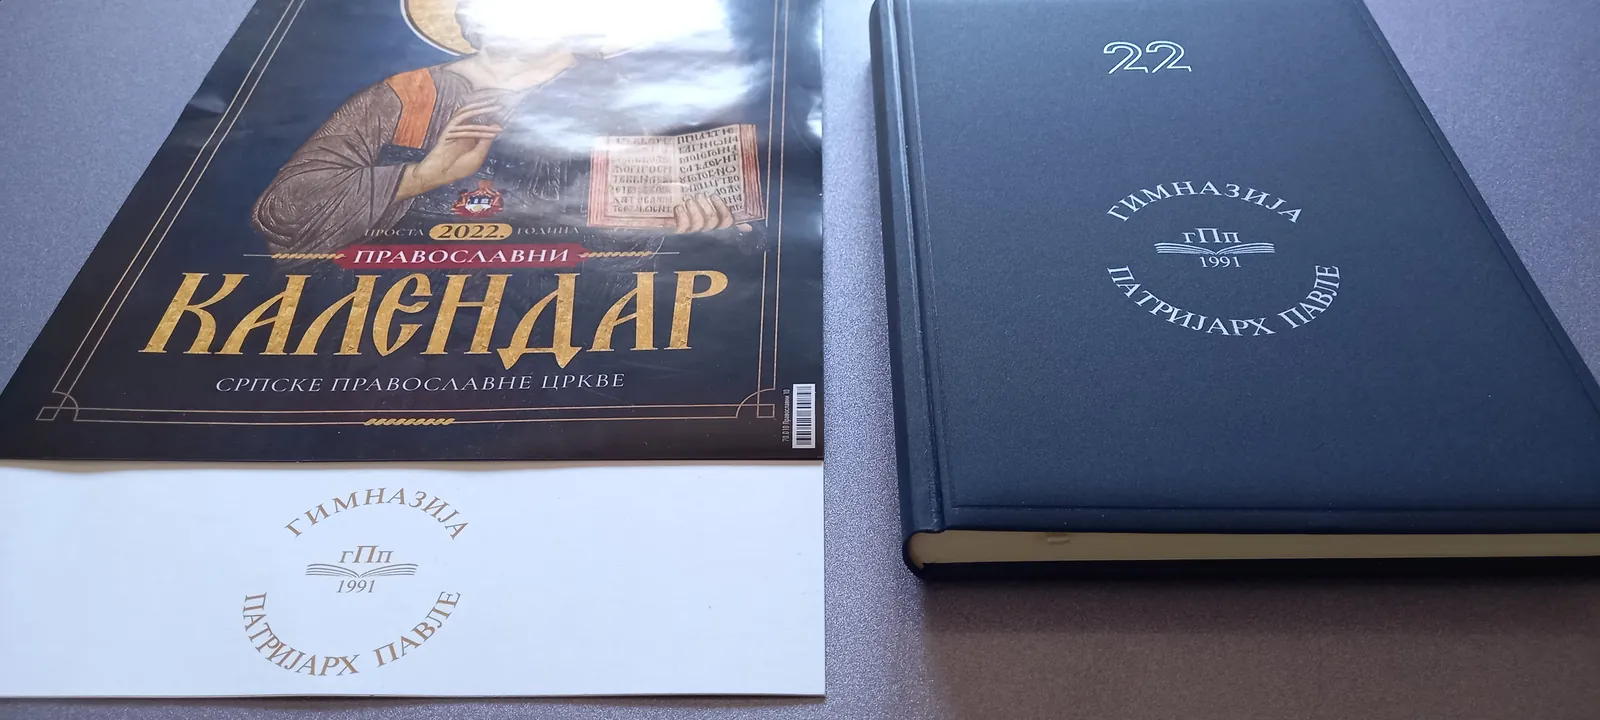 ПРОСТА 2022. ГОДИНА
ПРАВОСЛАВНИ
КАЛЕНДАР
СРПСКЕ ПРАВОСЛАВНЕ ЦРКВЕ
ГИМНАЗИЈА
гПп
1991
ПАТРИЈАРХ ПАВЛЕ
22
ГИМНАЗИЈА
гПп
1991
ПАТРИЈАРХ ПАВЛЕ